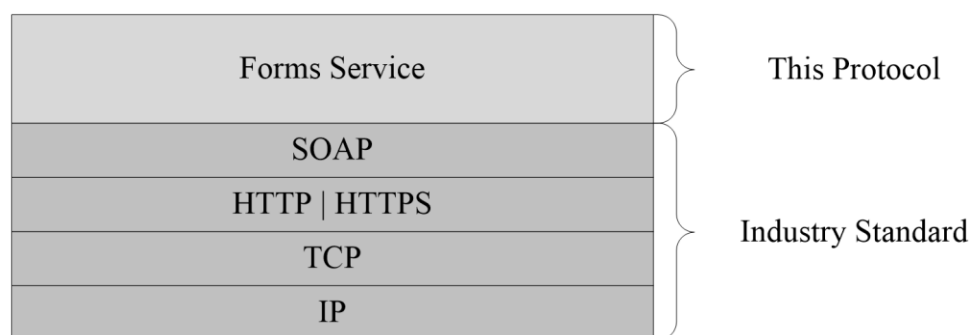 Forms Service
This Protocol
SOAP
HTTP | HTTPS
Industry Standard
TCP
IP